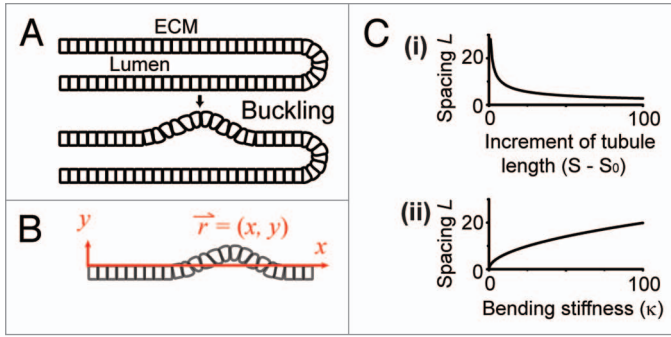 A
ECM
Lumen
Buckling
B
y
r⃗ = (x, y)
x
C
(i)
Spacing L
20
0
0
100
Increment of tubule
length (S - S₀)
(ii)
Spacing L
20
0
0
100
Bending stiffness (κ)